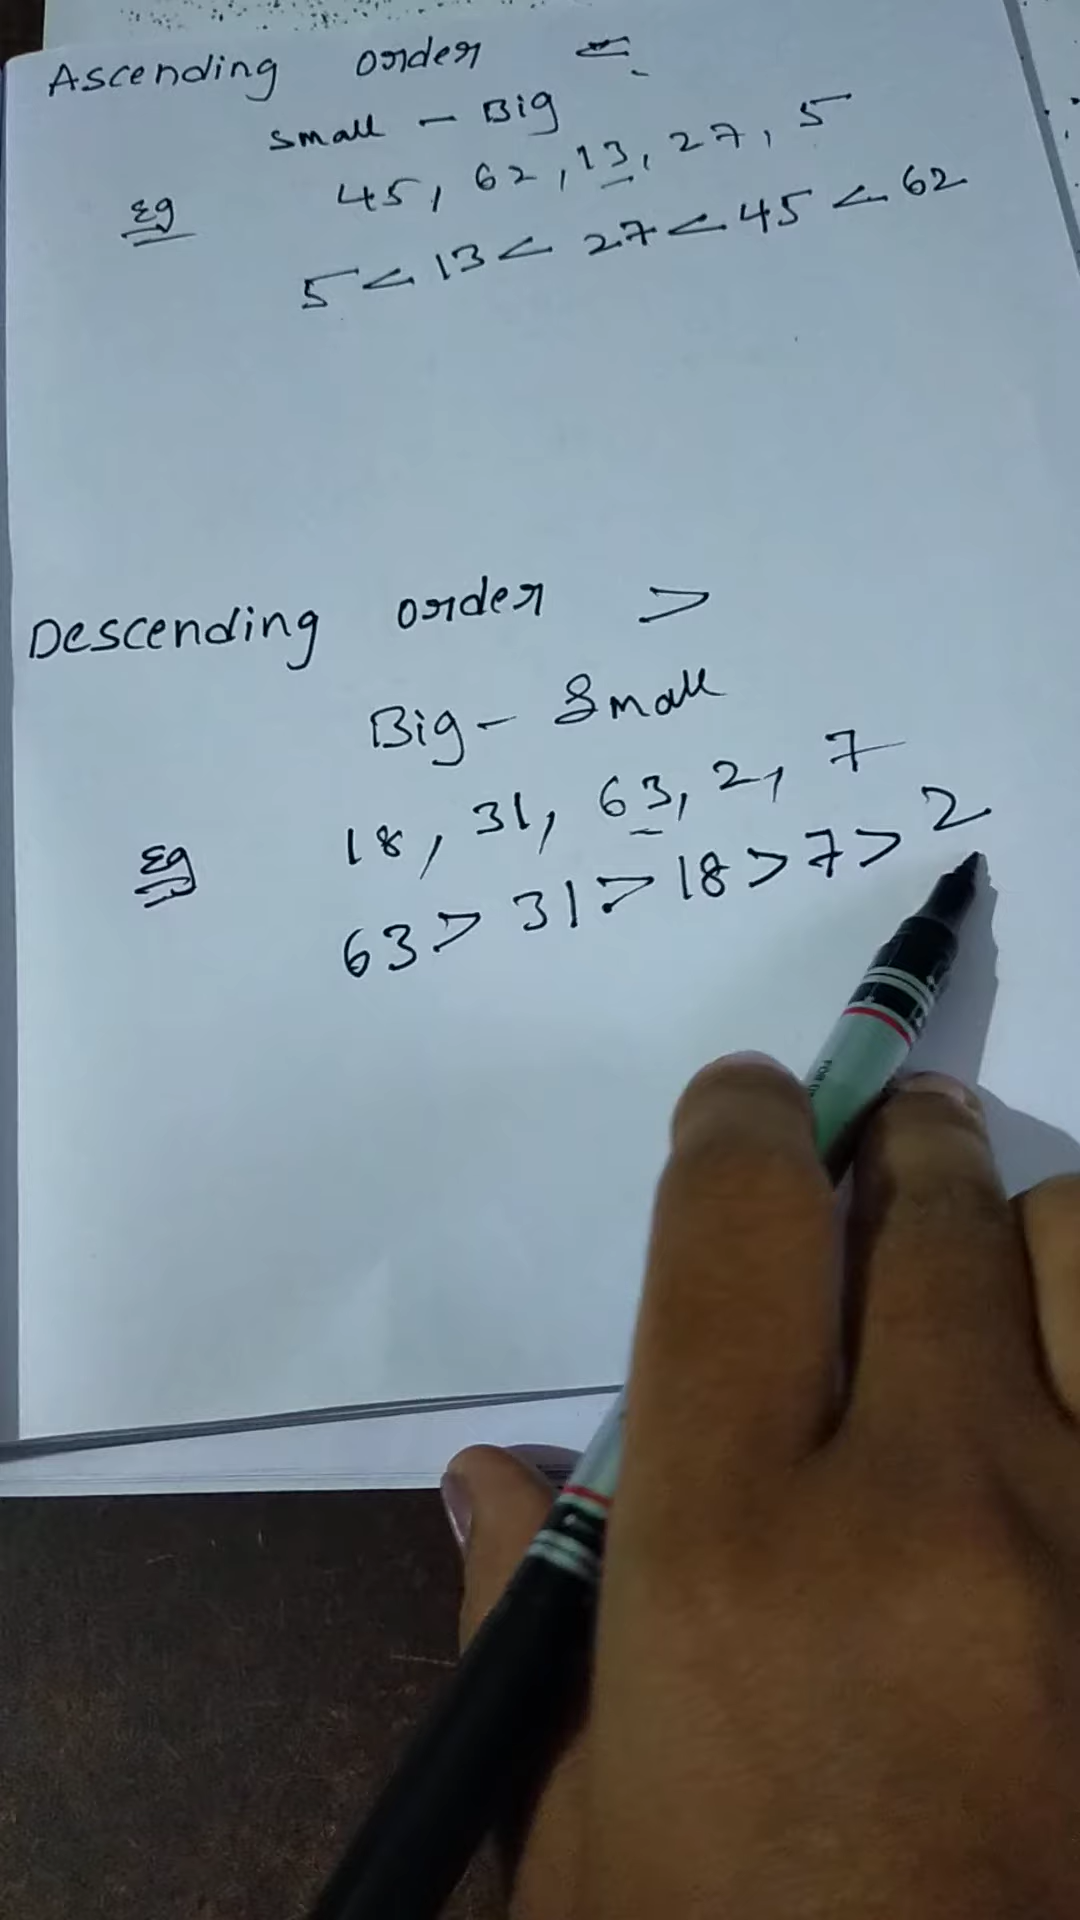 Ascending order <
Small - Big
Eg 45, 62, 13, 27, 5
5 < 13 < 27 < 45 < 62
Descending order >
Big - Small
Eg 18, 31, 63, 2, 7
63 > 31 > 18 > 7 > 2